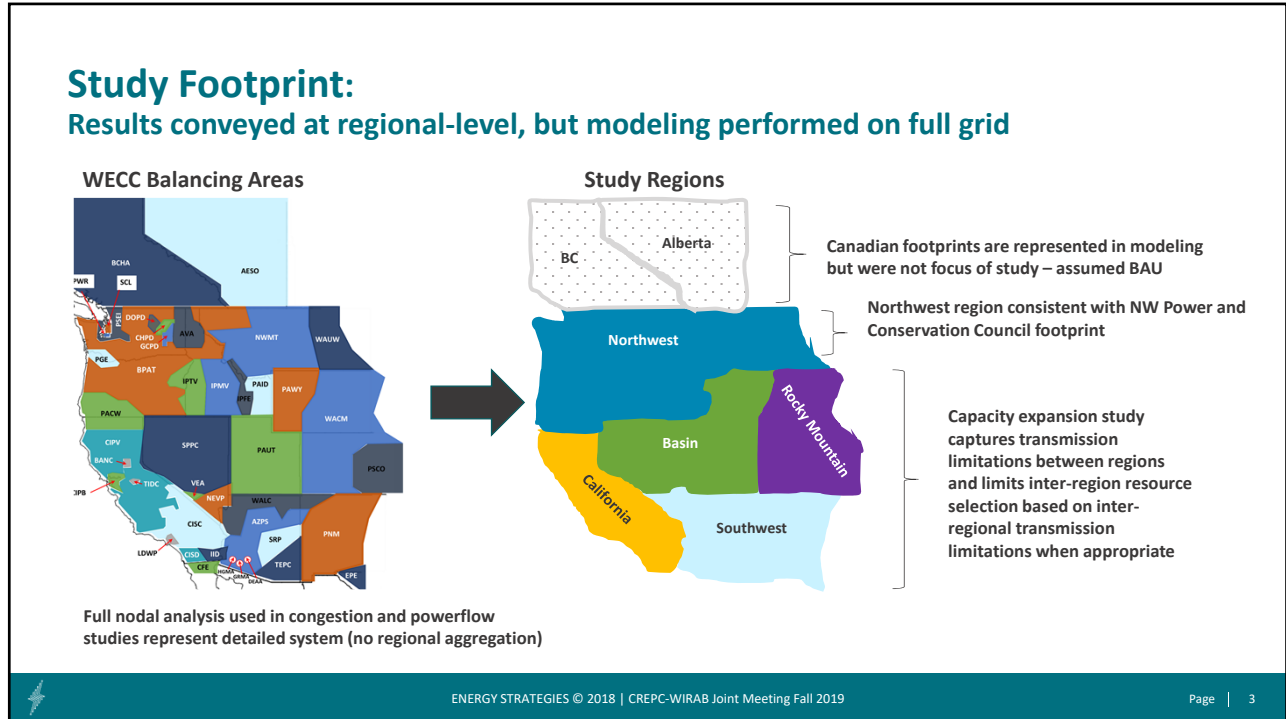 Study Footprint:
Results conveyed at regional-level, but modeling performed on full grid
WECC Balancing Areas
BCHA
AESO
PWR
SCL
PSEI
DOPD
CHPD
GCPD
AVA
NWMT
WAUW
PGE
BPAT
IPTV
IPMV
IPFE
PAID
PAWY
PACW
WACM
CIPV
SPPC
PAUT
BANC
PSCO
TIDC
VEA
NEVP
WALC
CISC
AZPS
PNM
SRP
LDWP
CISD
IID
TEPC
CFE
HGMA
GRMA
DEAA
EPE
Full nodal analysis used in congestion and powerflow
studies represent detailed system (no regional aggregation)
Study Regions
BC
Alberta
Northwest
Rocky Mountain
Basin
California
Southwest
Canadian footprints are represented in modeling
but were not focus of study – assumed BAU
Northwest region consistent with NW Power and
Conservation Council footprint
Capacity expansion study
captures transmission
limitations between regions
and limits inter-region resource
selection based on inter-
regional transmission
limitations when appropriate
ENERGY STRATEGIES © 2018 | CREPC-WIRAB Joint Meeting Fall 2019
Page | 3